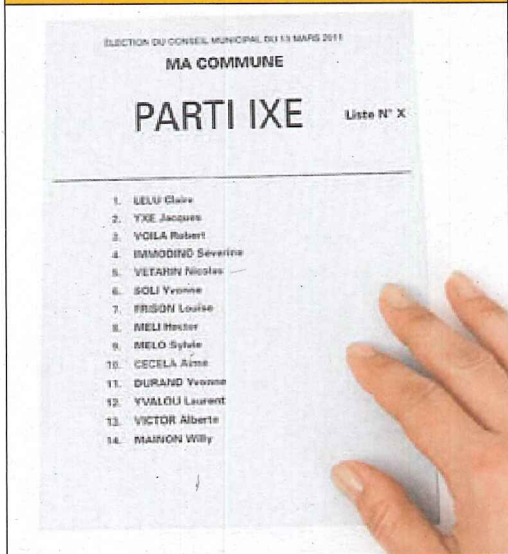 ÉLECTION DU CONSEIL MUNICIPAL DU 13 MARS 2011
MA COMMUNE
PARTI IXE
Liste N° X
1. LELU Claire
2. YXE Jacques
3. VOILA Robert
4. IMMODINO Séverine
5. VETARIN Nicolas
6. SOLI Yvonne
7. FRISON Louise
8. MELI Hector
9. MELO Sylvie
10. CECELA Aimé
11. DURAND Yvonne
12. YVALOU Laurent
13. VICTOR Alberte
14. MAINON Willy